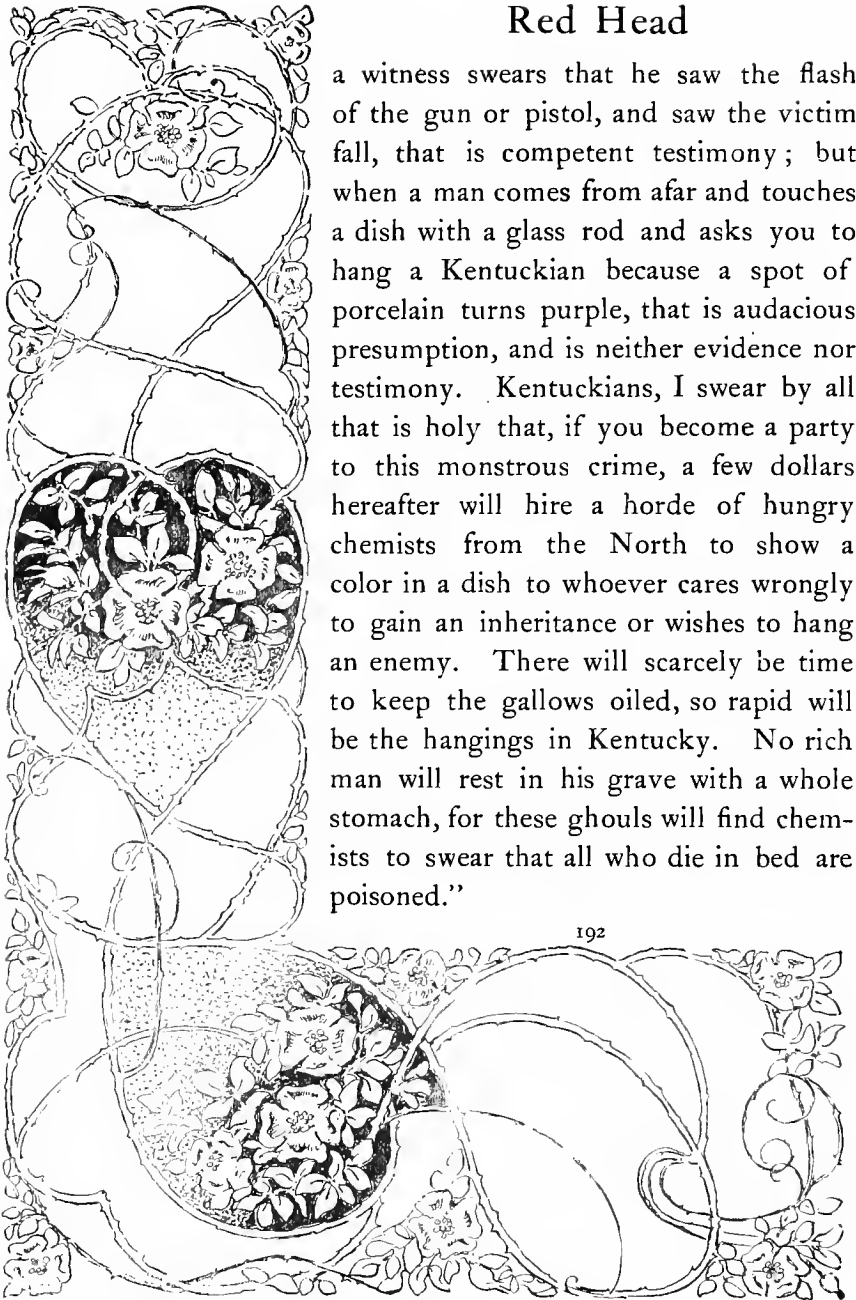 Red Head
a witness swears that he saw the flash
of the gun or pistol, and saw the victim
fall, that is competent testimony; but
when a man comes from afar and touches
a dish with a glass rod and asks you to
hang a Kentuckian because a spot of
porcelain turns purple, that is audacious
presumption, and is neither evidence nor
testimony. Kentuckians, I swear by all
that is holy that, if you become a party
to this monstrous crime, a few dollars
hereafter will hire a horde of hungry
chemists from the North to show a
color in a dish to whoever cares wrongly
to gain an inheritance or wishes to hang
an enemy. There will scarcely be time
to keep the gallows oiled, so rapid will
be the hangings in Kentucky. No rich
man will rest in his grave with a whole
stomach, for these ghouls will find chem-
ists to swear that all who die in bed are
poisoned.”
192